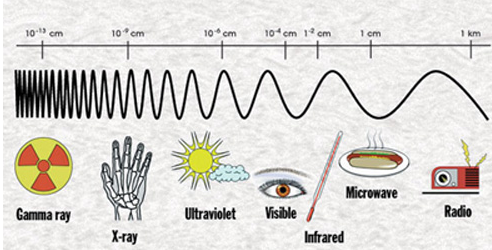 10⁻¹³ cm 10⁻⁹ cm 10⁻⁶ cm 10⁻⁴ cm 1⁻² cm 1 cm 1 km
Gamma ray
X-ray
Ultraviolet
Visible
Infrared
Microwave
Radio